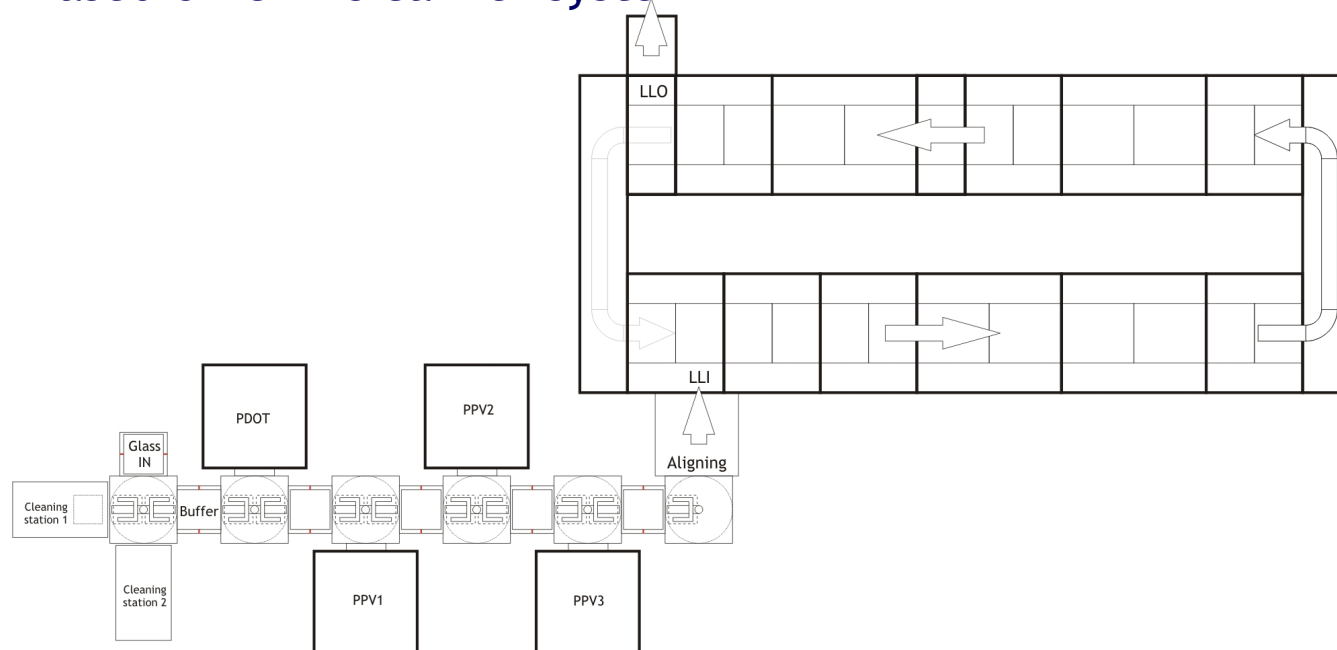 LLO
LLI
PDOT
PPV2
Glass
IN
Aligning
Cleaning
station 1
Buffer
Cleaning
station 2
PPV1
PPV3